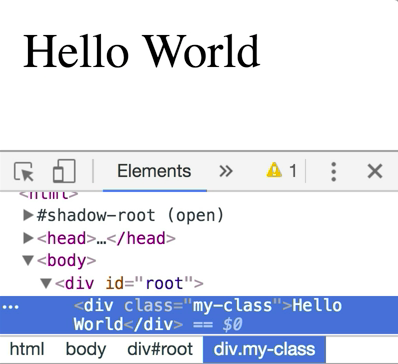 Hello World
Elements
1
<html>
#shadow-root (open)
<head>…</head>
<body>
<div id="root">
<div class="my-class">Hello
World</div> == $0
html body div#root div.my-class